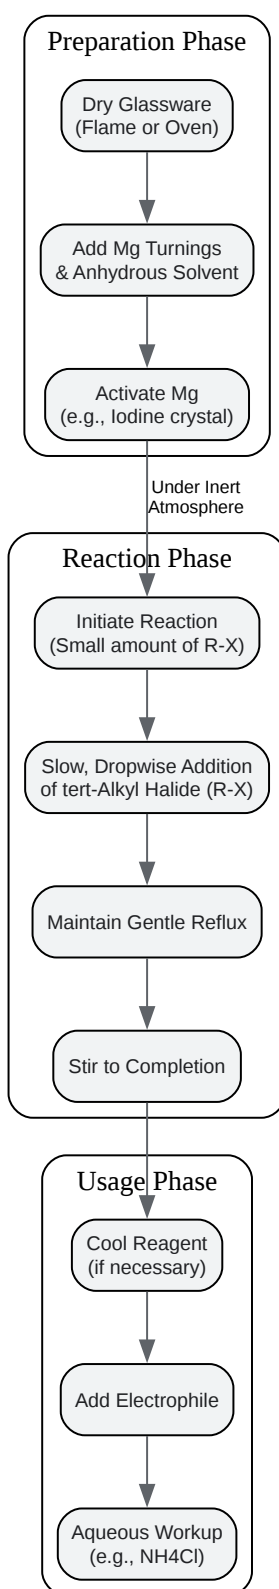 Preparation Phase
Dry Glassware
(Flame or Oven)
Add Mg Turnings
& Anhydrous Solvent
Activate Mg
(e.g., Iodine crystal)
Under Inert
Atmosphere
Reaction Phase
Initiate Reaction
(Small amount of R-X)
Slow, Dropwise Addition
of tert-Alkyl Halide (R-X)
Maintain Gentle Reflux
Stir to Completion
Usage Phase
Cool Reagent
(if necessary)
Add Electrophile
Aqueous Workup
(e.g., NH4Cl)